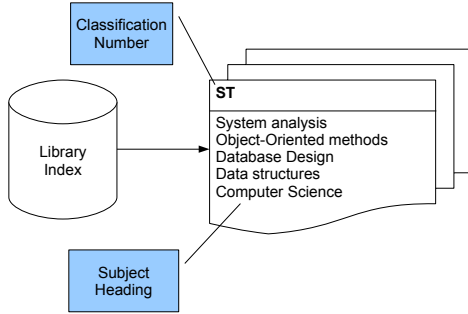 Classification
Number
ST
System analysis
Object-Oriented methods
Database Design
Data structures
Computer Science
Library
Index
Subject
Heading